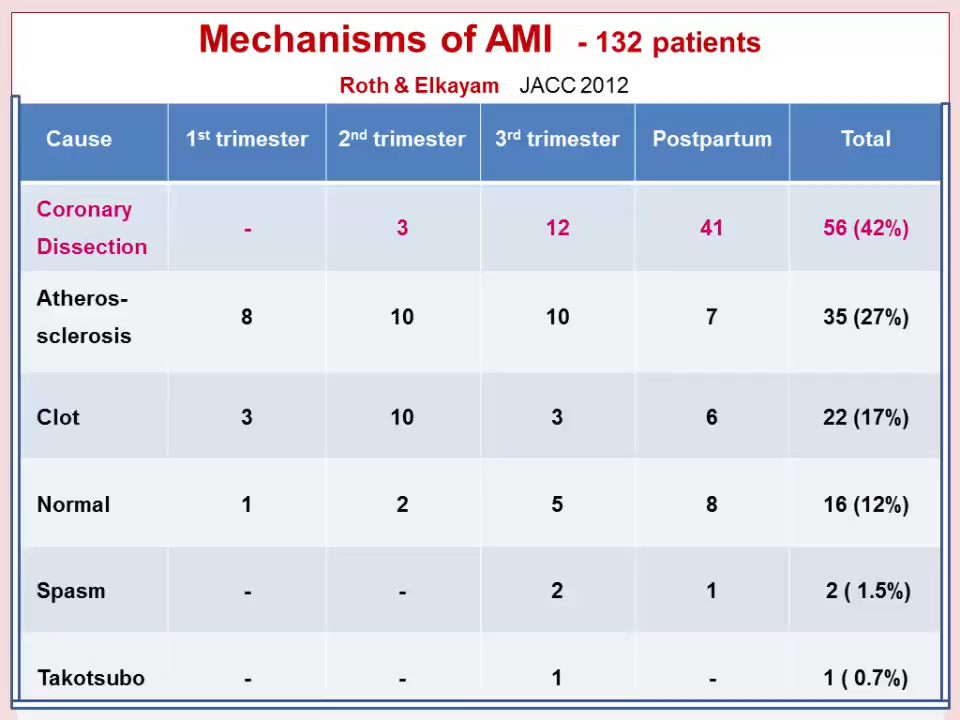 Mechanisms of AMI - 132 patients
Roth & Elkayam JACC 2012
Cause 1st trimester 2nd trimester 3rd trimester Postpartum Total
Coronary
Dissection - 3 12 41 56 (42%)
Atheros-
sclerosis 8 10 10 7 35 (27%)
Clot 3 10 3 6 22 (17%)
Normal 1 2 5 8 16 (12%)
Spasm - - 2 1 2 ( 1.5%)
Takotsubo - - 1 - 1 ( 0.7%)